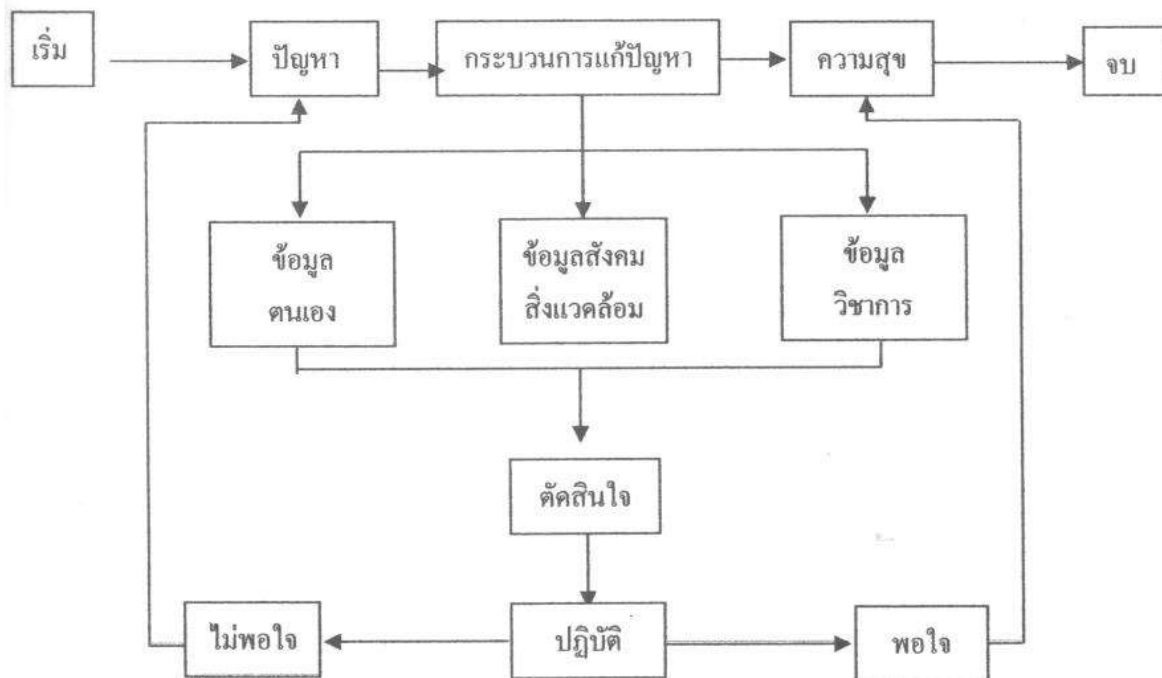 เริ่ม
ปัญหา
กระบวนการแก้ปัญหา
ความสุข
จบ
ข้อมูล
ตนเอง
ข้อมูลสังคม
สิ่งแวดล้อม
ข้อมูล
วิชาการ
ตัดสินใจ
ไม่พอใจ
ปฏิบัติ
พอใจ